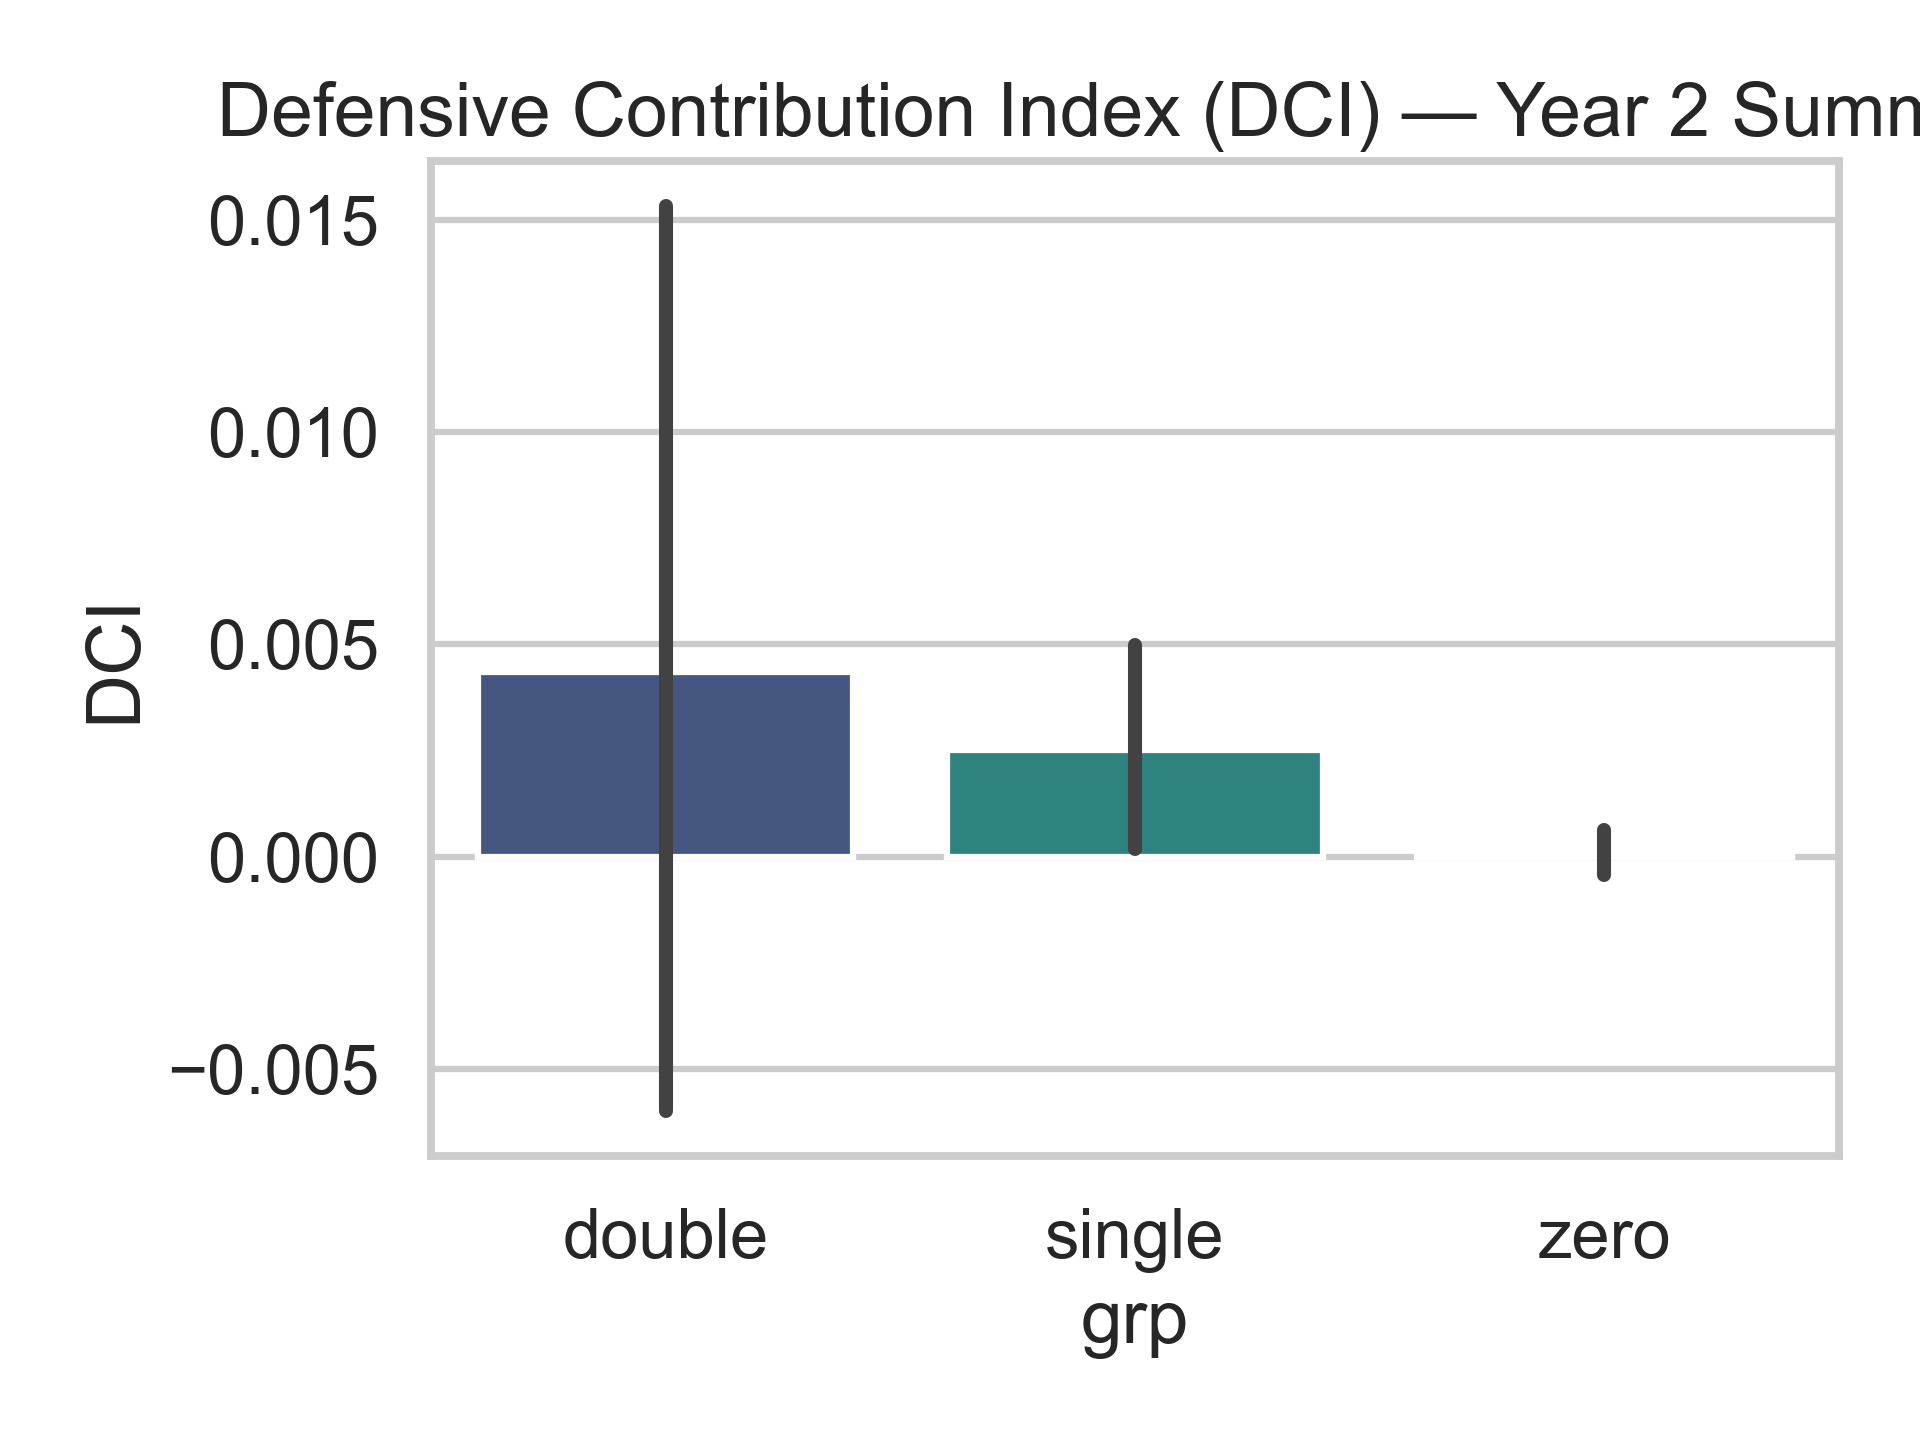 Defensive Contribution Index (DCI) — Year 2
0.015
0.010
0.005
0.000
−0.005
DCI
double single zero
grp